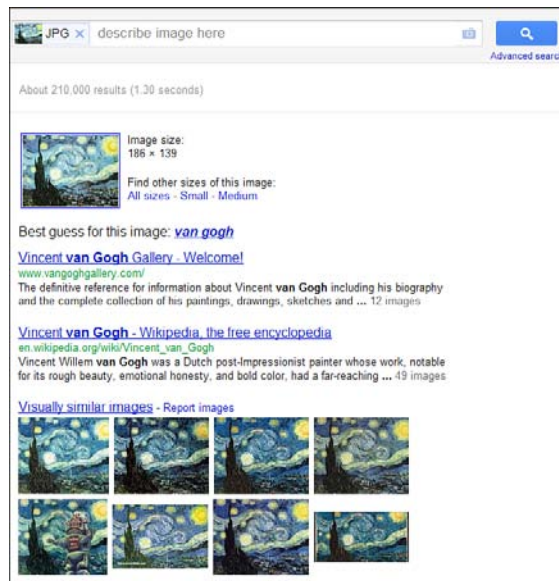 JPG × describe image here
Advanced searc
About 210,000 results (1.30 seconds)
Image size:
186 × 139
Find other sizes of this image:
All sizes - Small - Medium
Best guess for this image: van gogh
Vincent van Gogh Gallery - Welcome!
www.vangoghgallery.com/
The definitive reference for information about Vincent van Gogh including his biography
and the complete collection of his paintings, drawings, sketches and ... 12 images
Vincent van Gogh - Wikipedia, the free encyclopedia
en.wikipedia.org/wiki/Vincent_van_Gogh
Vincent Willem van Gogh was a Dutch post-Impressionist painter whose work, notable
for its rough beauty, emotional honesty, and bold color, had a far-reaching ... 49 images
Visually similar images - Report images